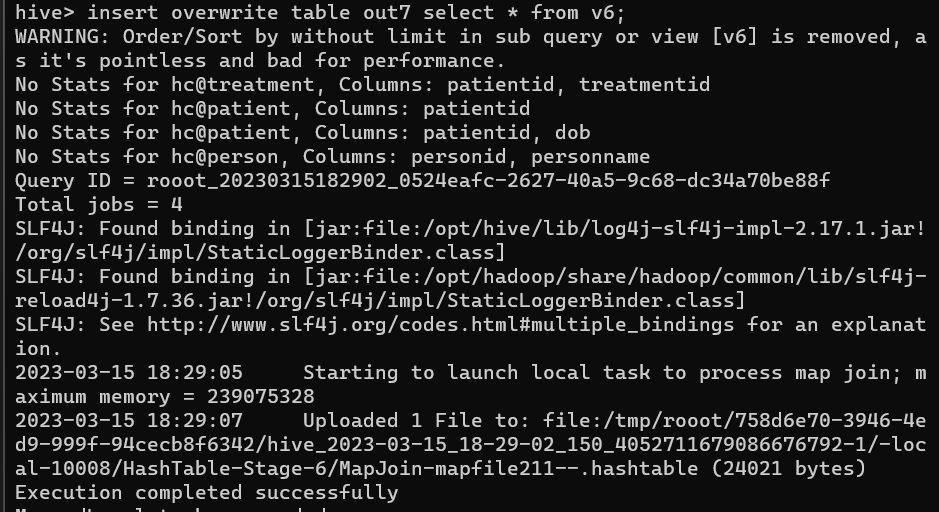 hive> insert overwrite table out7 select * from v6;
WARNING: Order/Sort by without limit in sub query or view [v6] is removed, a
s it's pointless and bad for performance.
No Stats for hc@treatment, Columns: patientid, treatmentid
No Stats for hc@patient, Columns: patientid
No Stats for hc@patient, Columns: patientid, dob
No Stats for hc@person, Columns: personid, personname
Query ID = rooot_20230315182902_0524eafc-2627-40a5-9c68-dc34a70be88f
Total jobs = 4
SLF4J: Found binding in [jar:file:/opt/hive/lib/log4j-slf4j-impl-2.17.1.jar!
/org/slf4j/impl/StaticLoggerBinder.class]
SLF4J: Found binding in [jar:file:/opt/hadoop/share/hadoop/common/lib/slf4j-
reload4j-1.7.36.jar!/org/slf4j/impl/StaticLoggerBinder.class]
SLF4J: See http://www.slf4j.org/codes.html#multiple_bindings for an explanat
ion.
2023-03-15 18:29:05     Starting to launch local task to process map join; m
aximum memory = 239075328
2023-03-15 18:29:07     Uploaded 1 File to: file:/tmp/rooot/758d6e70-3946-4e
d9-999f-94cecb8f6342/hive_2023-03-15_18-29-02_150_4052711679086676792-1/-loc
al-10008/HashTable-Stage-6/MapJoin-mapfile211--.hashtable (24021 bytes)
Execution completed successfully